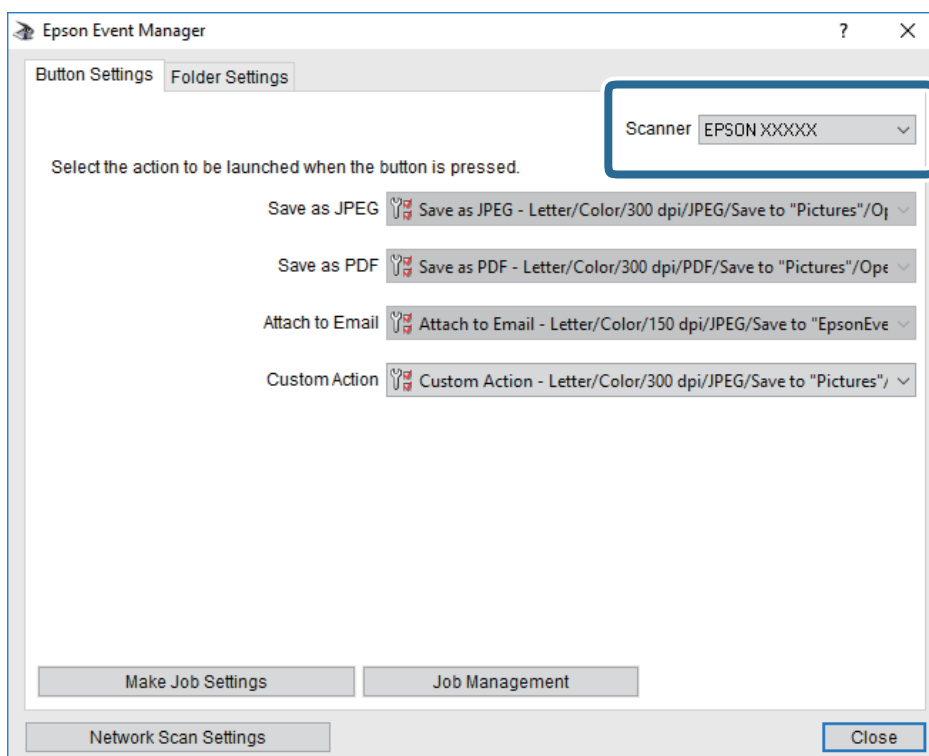 Epson Event Manager
Button Settings Folder Settings
Scanner EPSON XXXXX
Select the action to be launched when the button is pressed.
Save as JPEG Save as JPEG - Letter/Color/300 dpi/JPEG/Save to "Pictures"/Op
Save as PDF Save as PDF - Letter/Color/300 dpi/PDF/Save to "Pictures"/Ope
Attach to Email Attach to Email - Letter/Color/150 dpi/JPEG/Save to "EpsonEve
Custom Action Custom Action - Letter/Color/300 dpi/JPEG/Save to "Pictures"/
Make Job Settings Job Management
Network Scan Settings Close